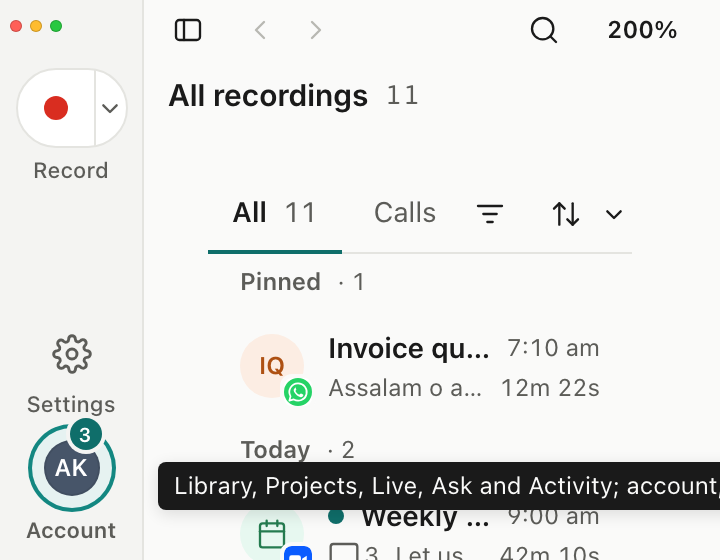 200%
All recordings 11
Record
All 11 Calls
Pinned · 1
IQ Invoice qu... 7:10 am
Assalam o a... 12m 22s
Settings
Today · 2
3
AK
Library, Projects, Live, Ask and Activity; account,
Weekly ... 9:00 am
Account
3 Let us 42m 10s